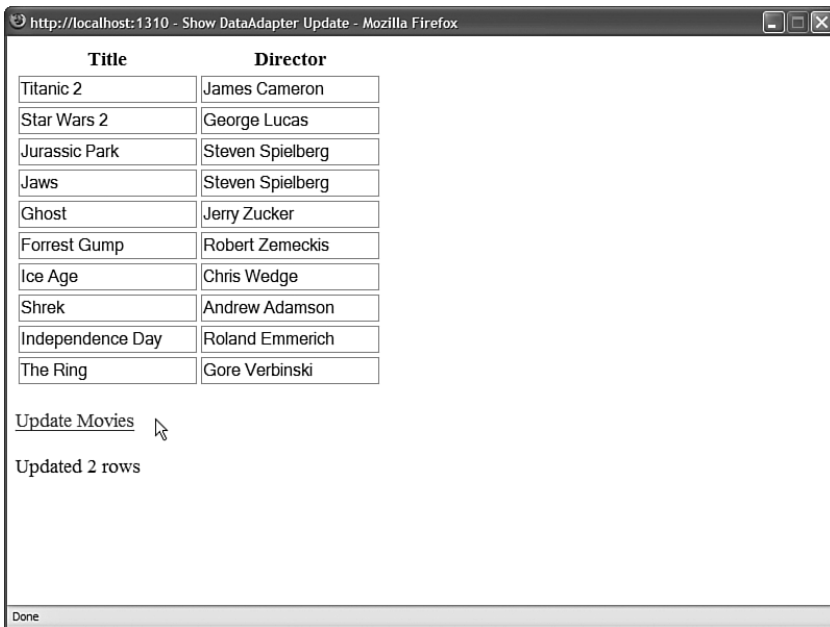 http://localhost:1310 - Show DataAdapter Update - Mozilla Firefox
Title Director
Titanic 2 James Cameron
Star Wars 2 George Lucas
Jurassic Park Steven Spielberg
Jaws Steven Spielberg
Ghost Jerry Zucker
Forrest Gump Robert Zemeckis
Ice Age Chris Wedge
Shrek Andrew Adamson
Independence Day Roland Emmerich
The Ring Gore Verbinski
Update Movies
Updated 2 rows
Done